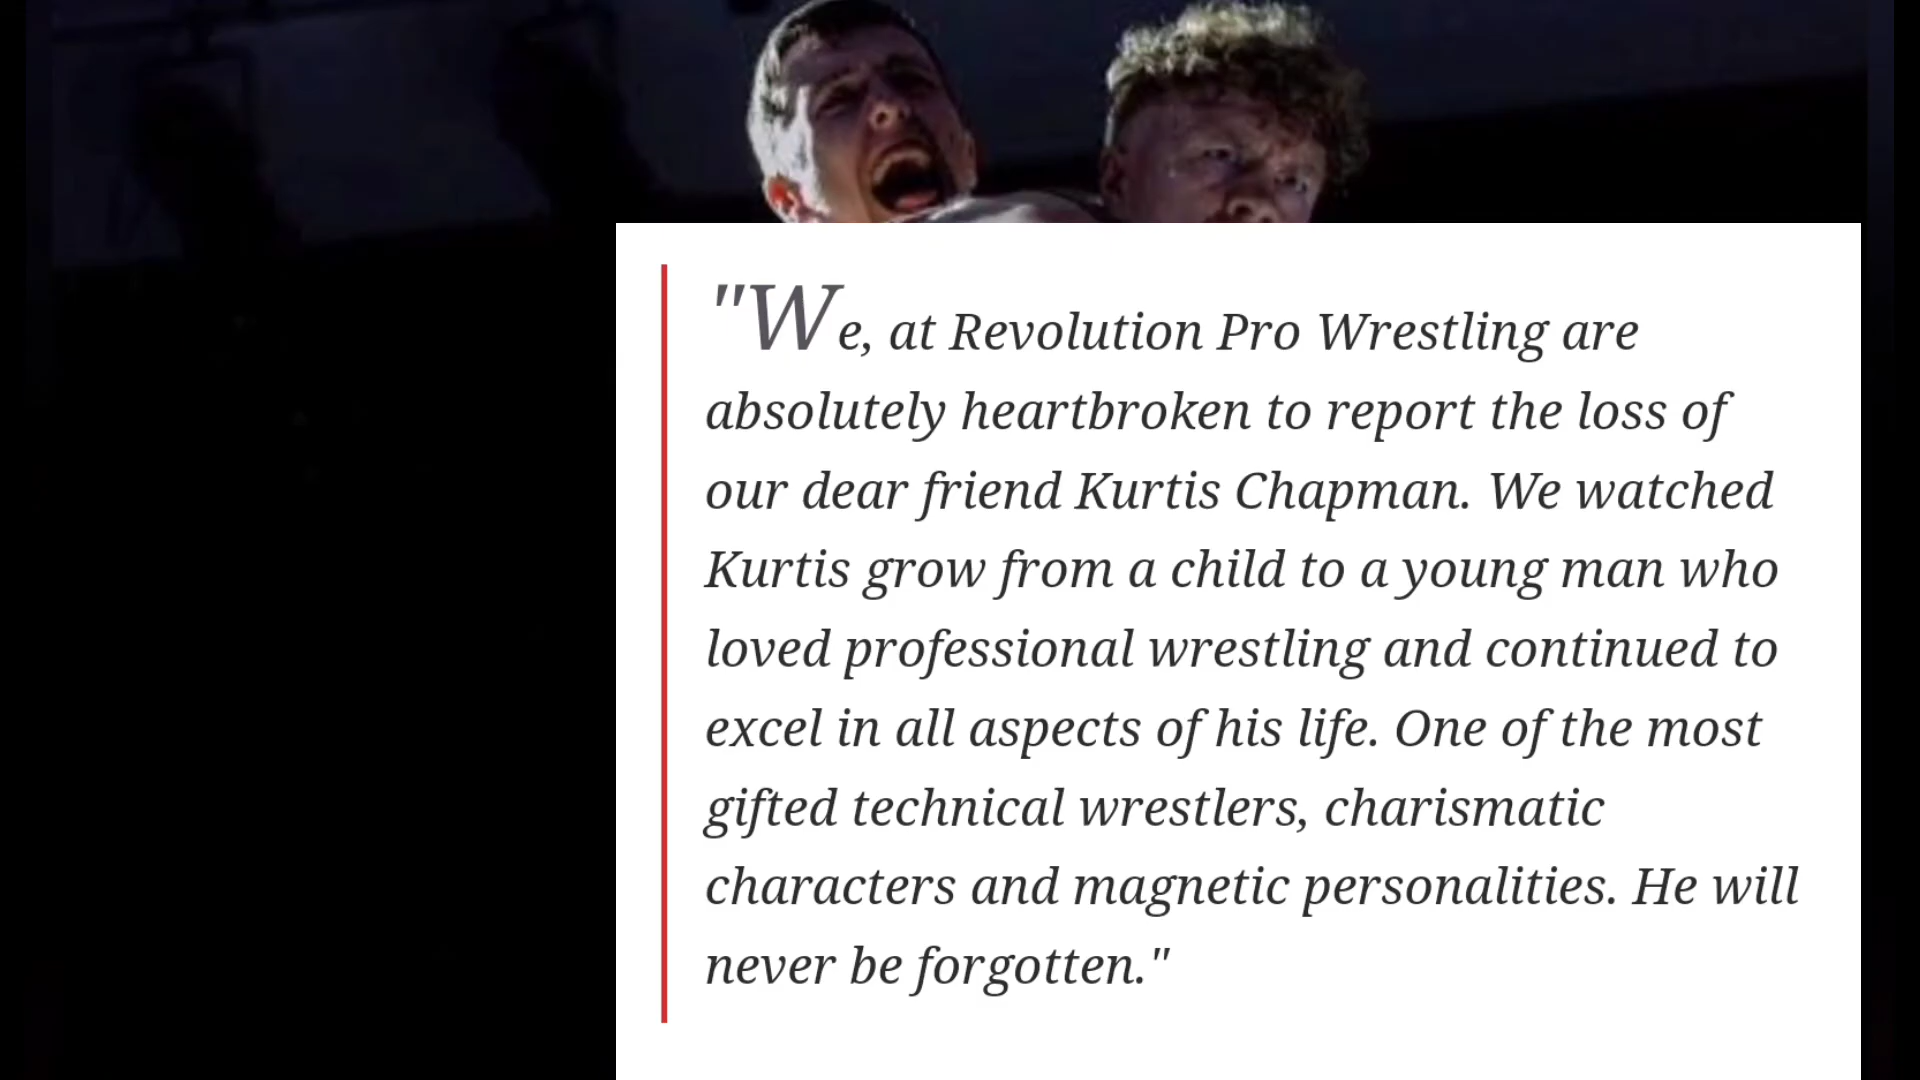 "We, at Revolution Pro Wrestling are
absolutely heartbroken to report the loss of
our dear friend Kurtis Chapman. We watched
Kurtis grow from a child to a young man who
loved professional wrestling and continued to
excel in all aspects of his life. One of the most
gifted technical wrestlers, charismatic
characters and magnetic personalities. He will
never be forgotten."